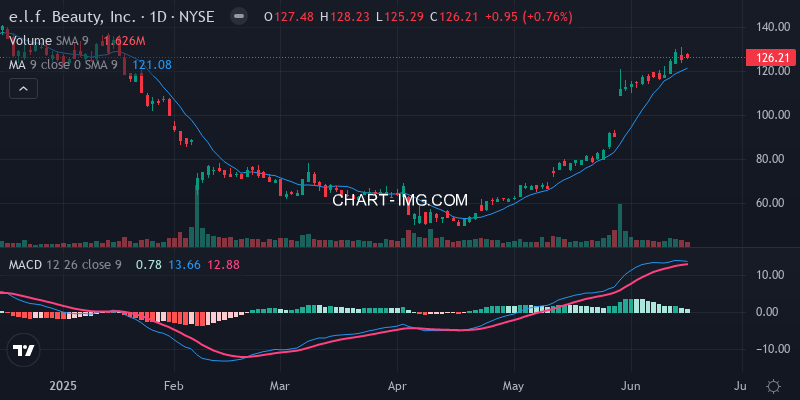 e.l.f. Beauty, Inc. · 1D · NYSE O127.48 H128.23 L125.29 C126.21 +0.95 (+0.76%)
Volume SMA 9
MA 9 close 0 SMA 9 121.08
140.00
126.21
120.00
100.00
80.00
60.00
CHART-IMG.COM
MACD 12 26 close 9 0.78 13.66 12.88
10.00
0.00
−10.00
2025 Feb Mar Apr May Jun Ju